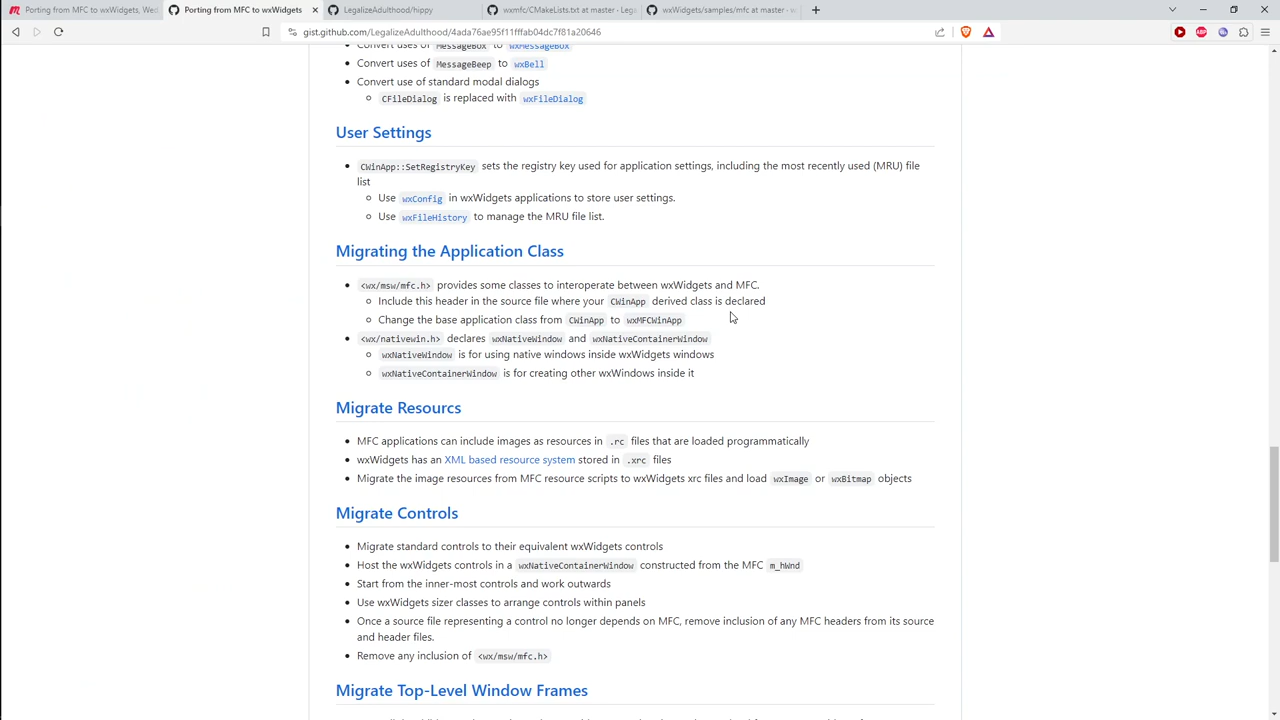 Porting from MFC to wxWidgets, Wed
Porting from MFC to wxWidgets
LegalizeAdulthood/hippy
wxmfc/CMakeLists.txt at master · Lega
wxWidgets/samples/mfc at master · w
gist.github.com/LegalizeAdulthood/4ada76ae95f11fffab04dc7f81a20646
Convert uses of MessageBox to wxMessageBox
Convert uses of MessageBeep to wxBell
Convert use of standard modal dialogs
CFileDialog is replaced with wxFileDialog
User Settings
CWinApp::SetRegistryKey sets the registry key used for application settings, including the most recently used (MRU) file
list
Use wxConfig in wxWidgets applications to store user settings.
Use wxFileHistory to manage the MRU file list.
Migrating the Application Class
<wx/msw/mfc.h> provides some classes to interoperate between wxWidgets and MFC.
Include this header in the source file where your CWinApp derived class is declared
Change the base application class from CWinApp to wxMFCWinApp
<wx/nativewin.h> declares wxNativeWindow and wxNativeContainerWindow
wxNativeWindow is for using native windows inside wxWidgets windows
wxNativeContainerWindow is for creating other wxWindows inside it
Migrate Resourcs
MFC applications can include images as resources in .rc files that are loaded programmatically
wxWidgets has an XML based resource system stored in .xrc files
Migrate the image resources from MFC resource scripts to wxWidgets xrc files and load wxImage or wxBitmap objects
Migrate Controls
Migrate standard controls to their equivalent wxWidgets controls
Host the wxWidgets controls in a wxNativeContainerWindow constructed from the MFC m_hWnd
Start from the inner-most controls and work outwards
Use wxWidgets sizer classes to arrange controls within panels
Once a source file representing a control no longer depends on MFC, remove inclusion of any MFC headers from its source
and header files.
Remove any inclusion of <wx/msw/mfc.h>
Migrate Top-Level Window Frames